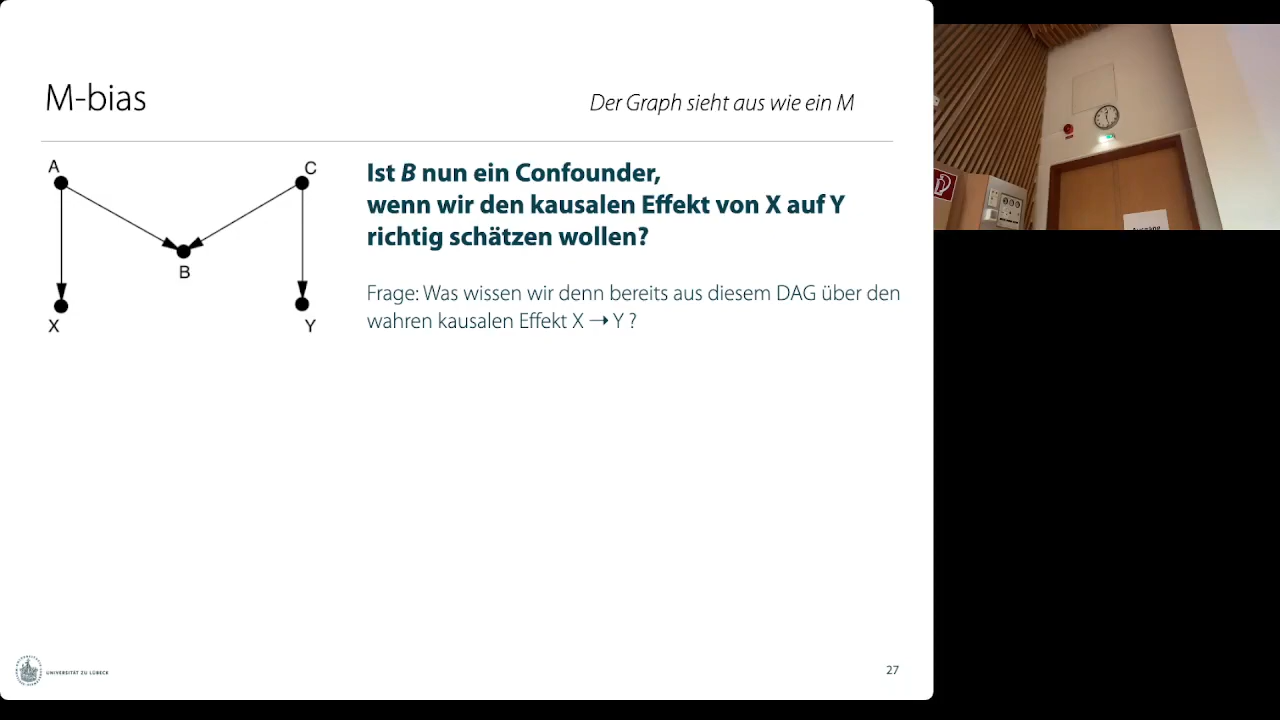 M-bias
Der Graph sieht aus wie ein M
A
C
B
X
Y
Ist B nun ein Confounder,
wenn wir den kausalen Effekt von X auf Y
richtig schätzen wollen?
Frage: Was wissen wir denn bereits aus diesem DAG über den
wahren kausalen Effekt X → Y ?
UNIVERSITÄT ZU LÜBECK
27